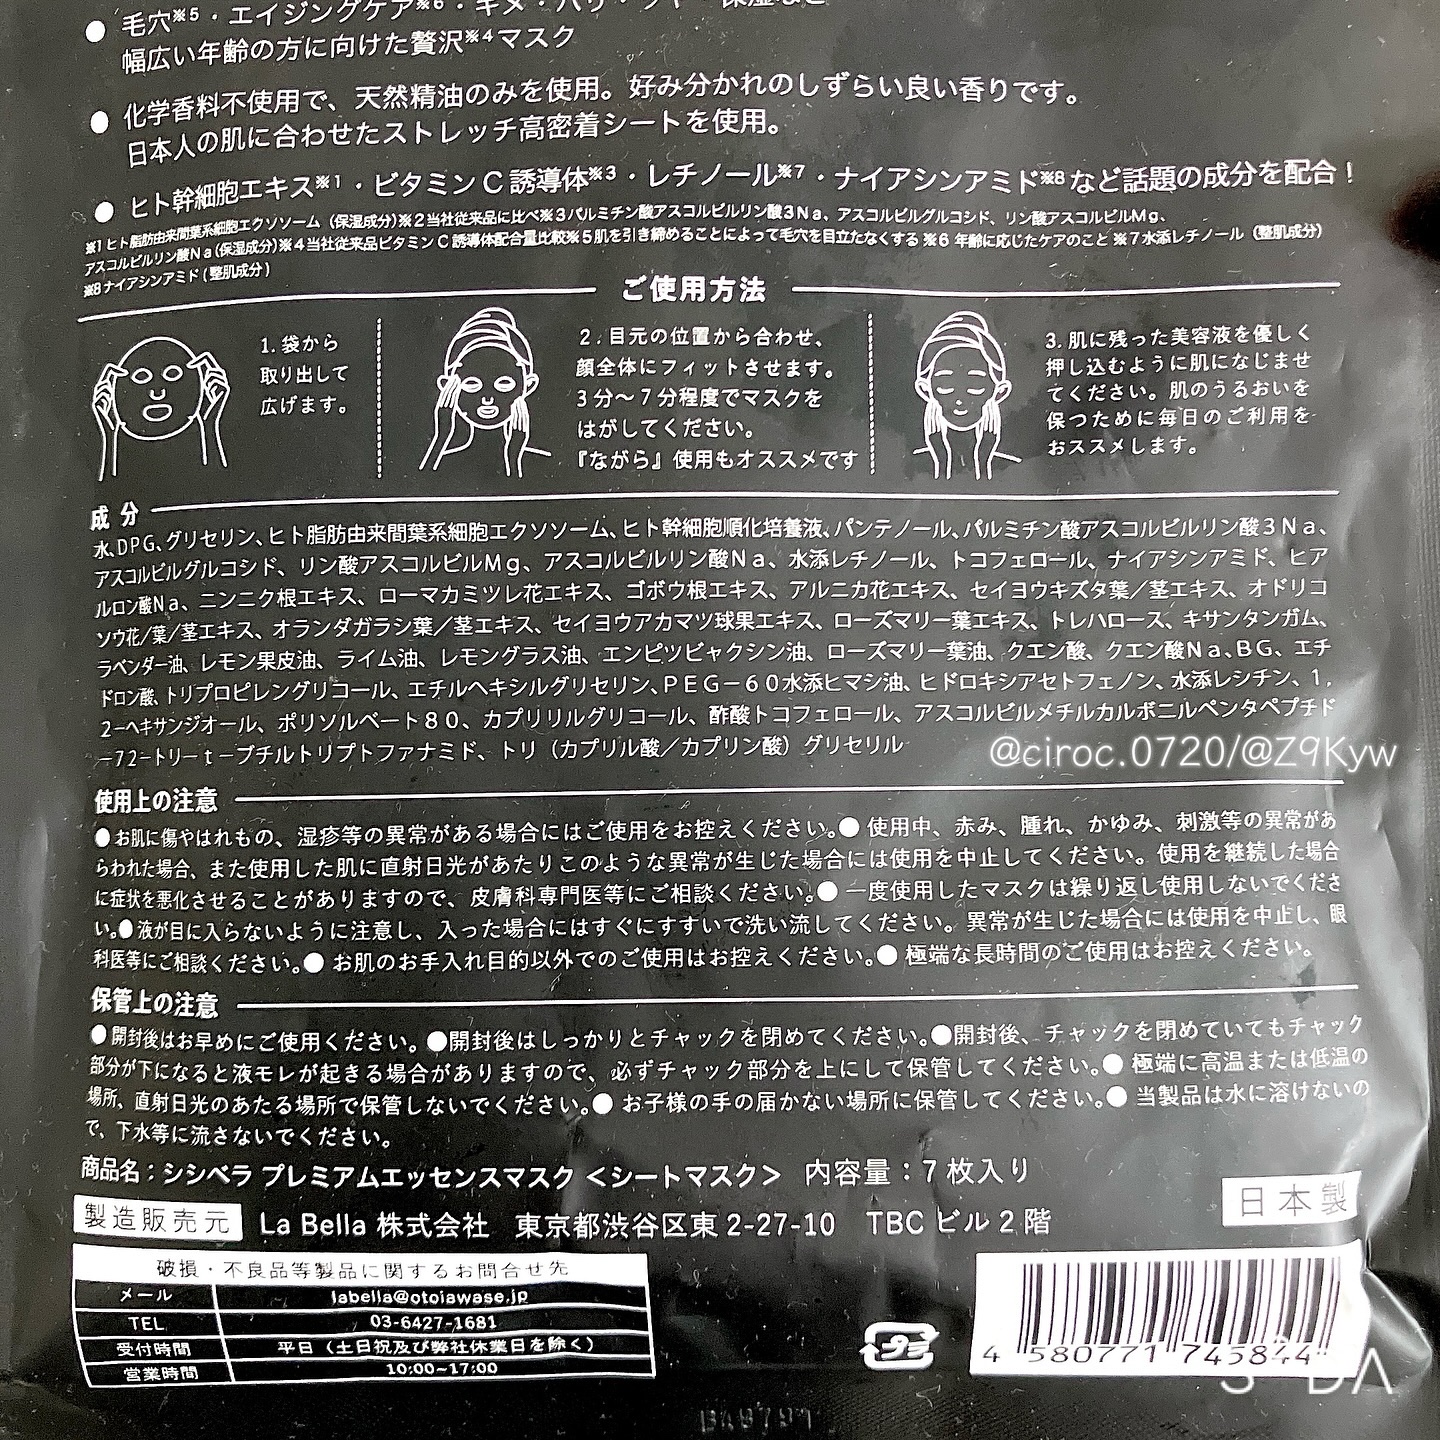 ● 毛穴※5・エイジングケア※6・キメ・ハリ・ツヤ・保湿など
幅広い年齢の方に向けた贅沢※4マスク
● 化学香料不使用で、天然精油のみを使用。好み分かれのしずらい良い香りです。
日本人の肌に合わせたストレッチ高密着シートを使用。
● ヒト幹細胞エキス※1・ビタミンC誘導体※3・レチノール※7・ナイアシンアミド※8など話題の成分を配合！
※1ヒト脂肪由来間葉系細胞エクソソーム（保湿成分）※2当社従来品に比べ※3パルミチン酸アスコルビルリン酸3Na、アスコルビルグルコシド、リン酸アスコルビルMg、
アスコルビルリン酸Na(保湿成分)※4当社従来品ビタミンC誘導体配合量比較※5肌を引き締めることによって毛穴を目立たなくする ※6 年齢に応じたケアのこと ※7水添レチノール（整肌成分）
※8ナイアシンアミド（整肌成分）
ご使用方法
1. 袋から
取り出して
広げます。
2. 目元の位置から合わせ、
顔全体にフィットさせます。
3分〜7分程度でマスクを
はがしてください。
『ながら』使用もオススメです
3. 肌に残った美容液を優しく
押し込むように肌になじませ
てください。肌のうるおいを
保つために毎日のご利用を
おススメします。
成分
水、DPG、グリセリン、ヒト脂肪由来間葉系細胞エクソソーム、ヒト幹細胞順化培養液、パンテノール、パルミチン酸アスコルビルリン酸3Na、
アスコルビルグルコシド、リン酸アスコルビルMg、アスコルビルリン酸Na、水添レチノール、トコフェロール、ナイアシンアミド、ヒア
ルロン酸Na、ニンニク根エキス、ローマカミツレ花エキス、ゴボウ根エキス、アルニカ花エキス、セイヨウキズタ葉／茎エキス、オドリコ
ソウ花／葉／茎エキス、オランダガラシ葉／茎エキス、セイヨウアカマツ球果エキス、ローズマリー葉エキス、トレハロース、キサンタンガム、
ラベンダー油、レモン果皮油、ライム油、レモングラス油、エンピツビャクシン油、ローズマリー葉油、クエン酸、クエン酸Na、BG、エチ
ドロン酸、トリプロピレングリコール、エチルヘキシルグリセリン、PEG－60水添ヒマシ油、ヒドロキシアセトフェノン、水添レシチン、1,
2-ヘキサンジオール、ポリソルベート80、カプリリルグリコール、酢酸トコフェロール、アスコルビルメチルカルボニルペンタペプチド
-72-トリ-t-ブチルトリプトファナミド、トリ（カプリル酸／カプリン酸）グリセリル
@ciroc.0720/@Z9Kyw
使用上の注意
●お肌に傷やはれもの、湿疹等の異常がある場合にはご使用をお控えください。● 使用中、赤み、腫れ、かゆみ、刺激等の異常があ
らわれた場合、また使用した肌に直射日光があたりこのような異常が生じた場合には使用を中止してください。使用を継続した場合
に症状を悪化させることがありますので、皮膚科専門医等にご相談ください。● 一度使用したマスクは繰り返し使用しないでくださ
い。●液が目に入らないように注意し、入った場合にはすぐにすすいで洗い流してください。異常が生じた場合には使用を中止し、眼
科医等にご相談ください。● お肌のお手入れ目的以外でのご使用はお控えください。● 極端な長時間のご使用はお控えください。
保管上の注意
●開封後はお早めにご使用ください。●開封後はしっかりとチャックを閉めてください。●開封後、チャックを閉めていてもチャック
部分が下になると液モレが起きる場合がありますので、必ずチャック部分を上にして保管してください。● 極端に高温または低温の
場所、直射日光のあたる場所で保管しないでください。● お子様の手の届かない場所に保管してください。● 当製品は水に溶けないの
で、下水等に流さないでください。
商品名：シシベラ プレミアムエッセンスマスク ＜シートマスク＞ 内容量：7枚入り
日本製
製造販売元 La Bella 株式会社 東京都渋谷区東 2-27-10 TBC ビル 2 階
破損・不良品等製品に関するお問合せ先
メール labella@otoiawase.jp
TEL 03-6427-1681
受付時間 平日（土日祝及び弊社休業日を除く）
営業時間 10:00~17:00
プラ
4 580771 745844